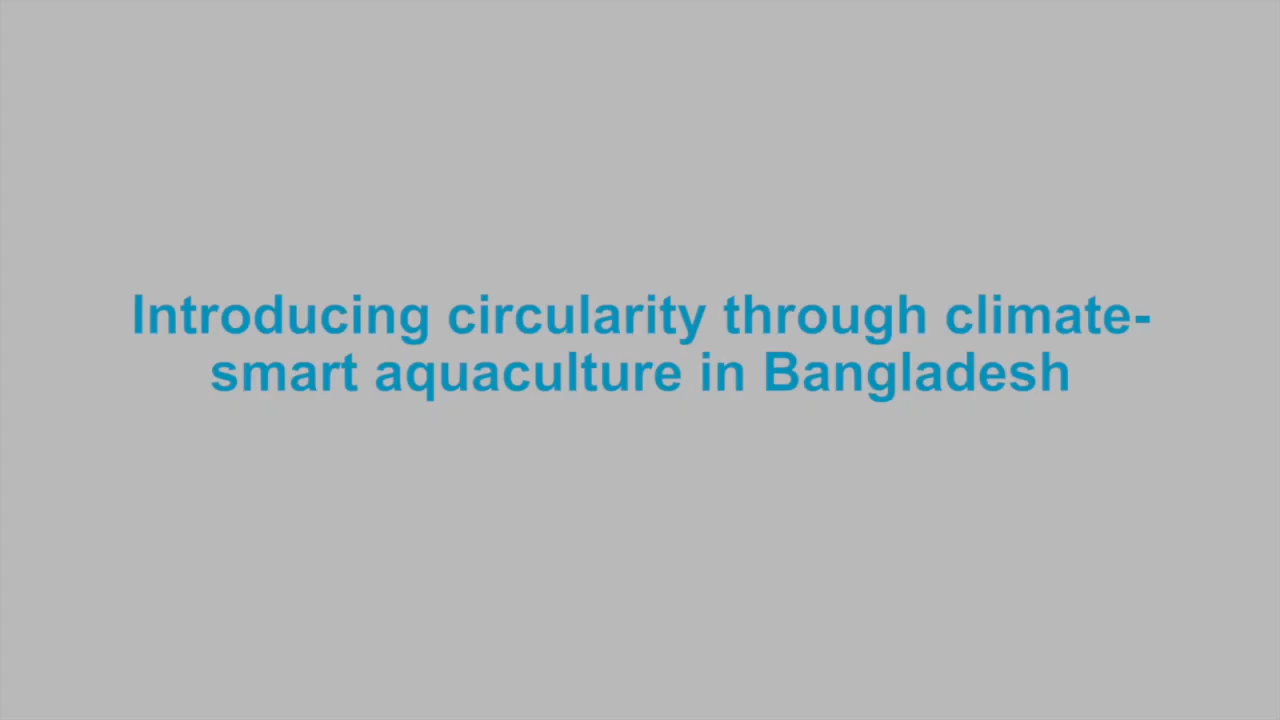 Introducing circularity through climate-
smart aquaculture in Bangladesh